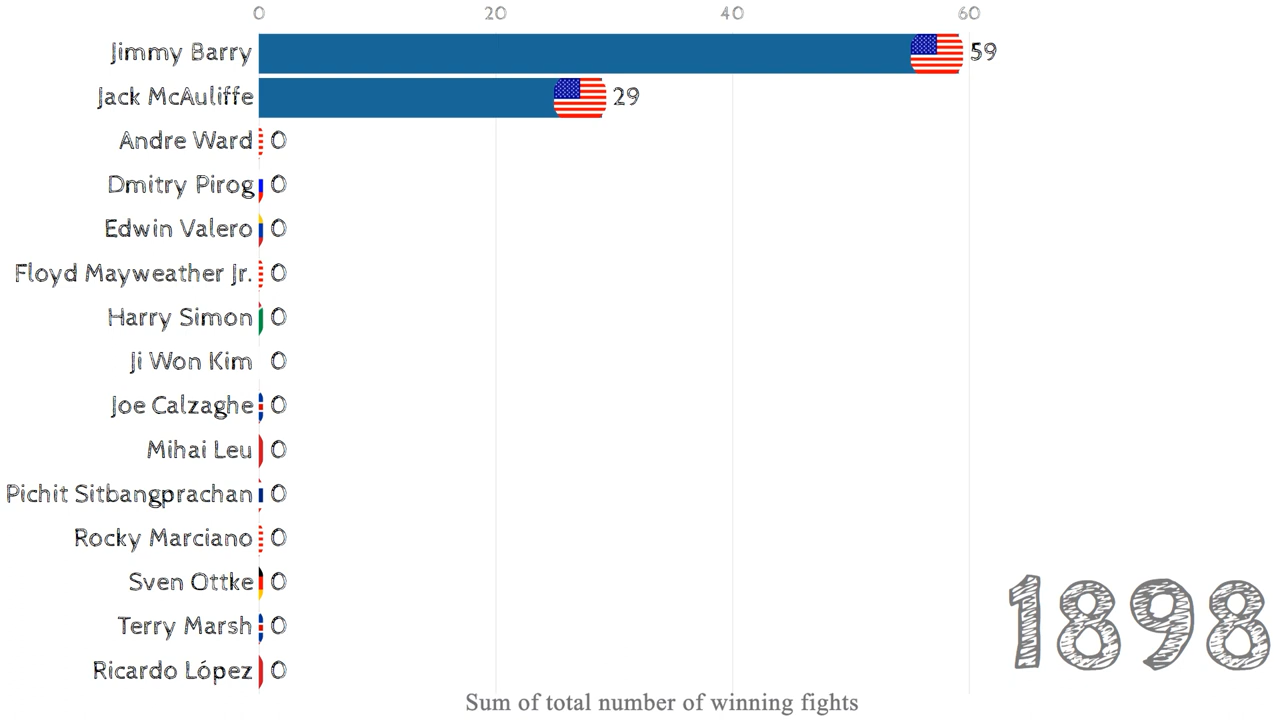 0 20 40 60
Jimmy Barry 59
Jack McAuliffe 29
Andre Ward 0
Dmitry Pirog 0
Edwin Valero 0
Floyd Mayweather Jr. 0
Harry Simon 0
Ji Won Kim 0
Joe Calzaghe 0
Mihai Leu 0
Pichit Sitbangprachan 0
Rocky Marciano 0
Sven Ottke 0
Terry Marsh 0
Ricardo López 0
1898
Sum of total number of winning fights